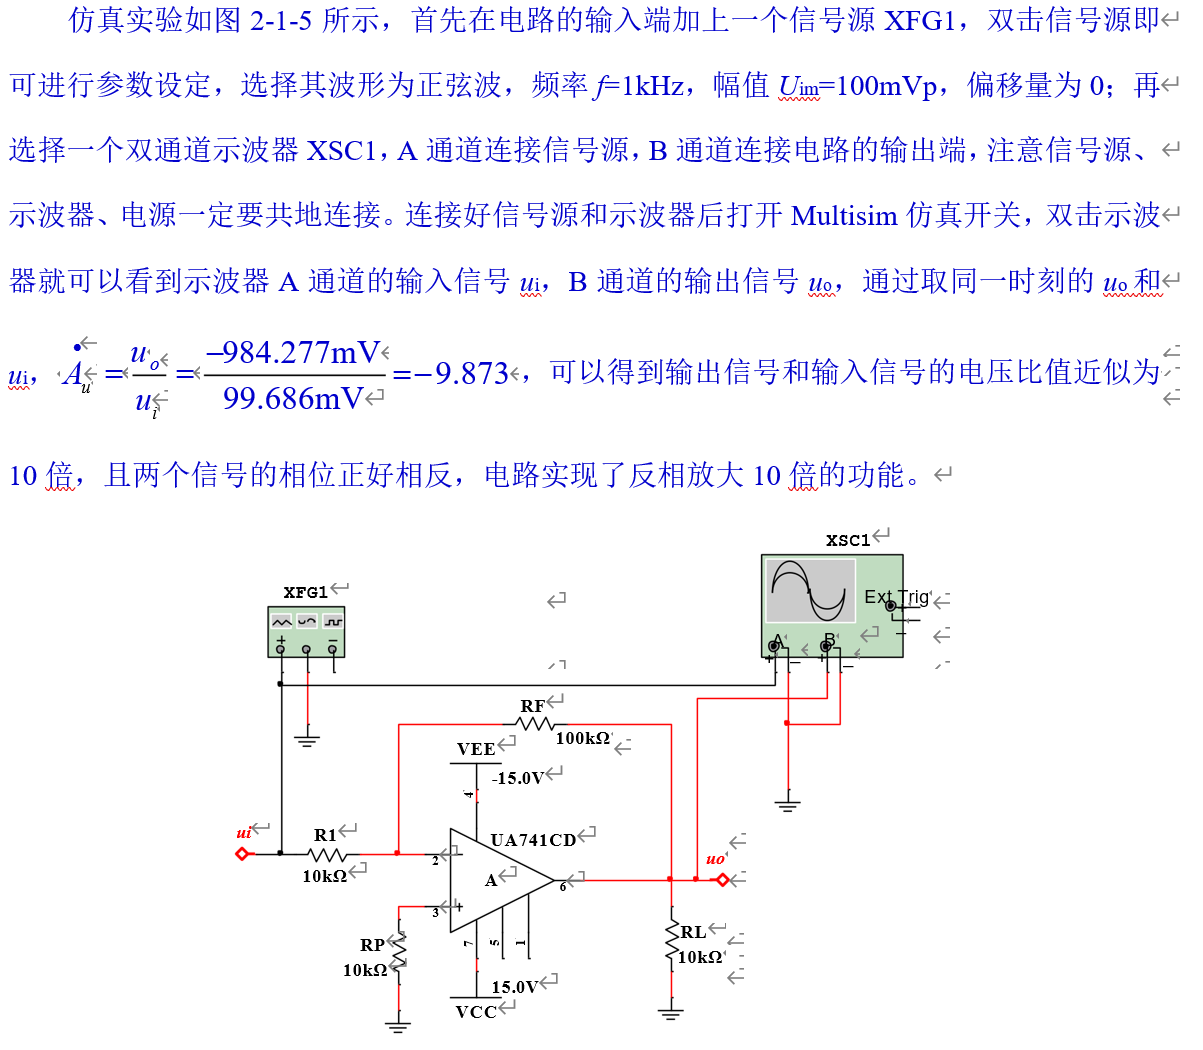 仿真实验如图 2-1-5 所示，首先在电路的输入端加上一个信号源 XFG1，双击信号源即
可进行参数设定，选择其波形为正弦波，频率 f=1kHz，幅值 Uim=100mVp，偏移量为 0；再
选择一个双通道示波器 XSC1，A 通道连接信号源，B 通道连接电路的输出端，注意信号源、
示波器、电源一定要共地连接。连接好信号源和示波器后打开 Multisim 仿真开关，双击示波
器就可以看到示波器 A 通道的输入信号 ui，B 通道的输出信号 uo，通过取同一时刻的 uo 和
ui，Ȧu = uo/ui = −984.277mV/99.686mV = −9.873，可以得到输出信号和输入信号的电压比值近似为
10 倍，且两个信号的相位正好相反，电路实现了反相放大 10 倍的功能。
XSC1
XFG1
Ext Trig
+
−
+
−
A
B
+
−
+
−
RF
100kΩ
VEE
-15.0V
4
ui
R1
10kΩ
UA741CD
2
−
A
6
uo
3
+
RP
10kΩ
7
5
1
RL
10kΩ
15.0V
VCC